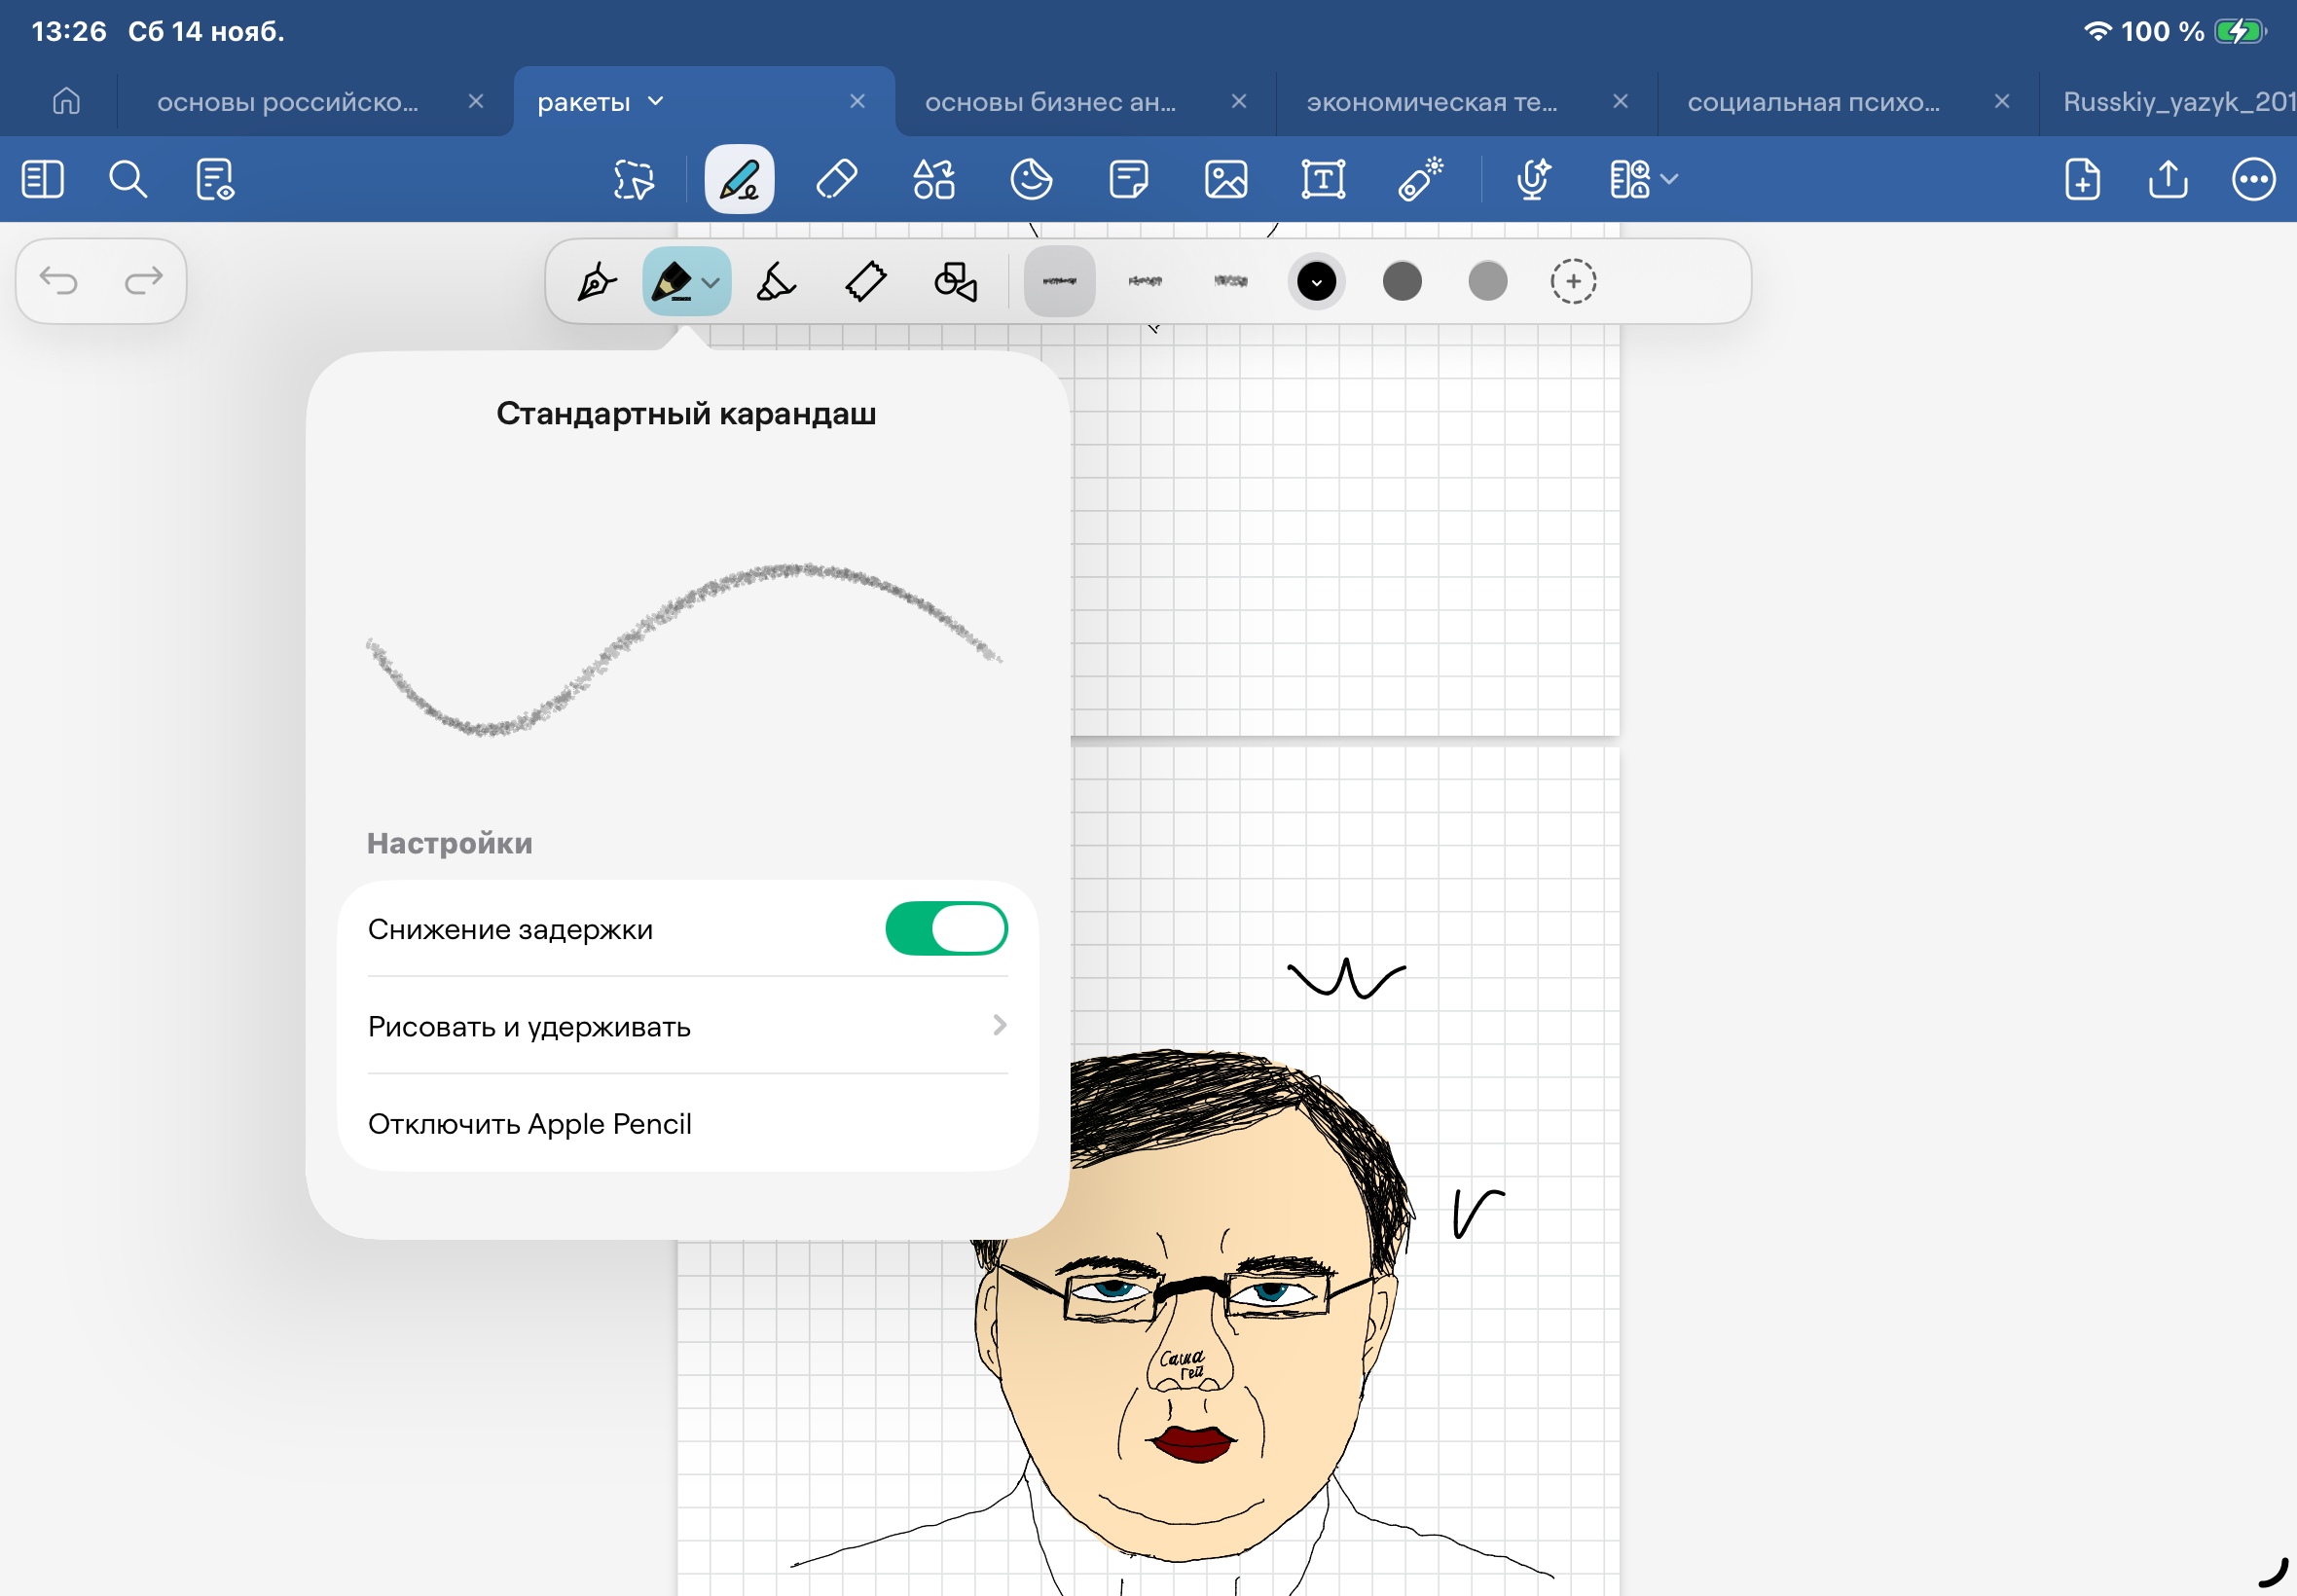 13:26 Сб 14 нояб.
100 %
основы российско...
ракеты
основы бизнес ан...
экономическая те...
социальная психо...
Russkiy_yazyk_201
Стандартный карандаш
Настройки
Снижение задержки
Рисовать и удерживать
Отключить Apple Pencil
Саша
Гей